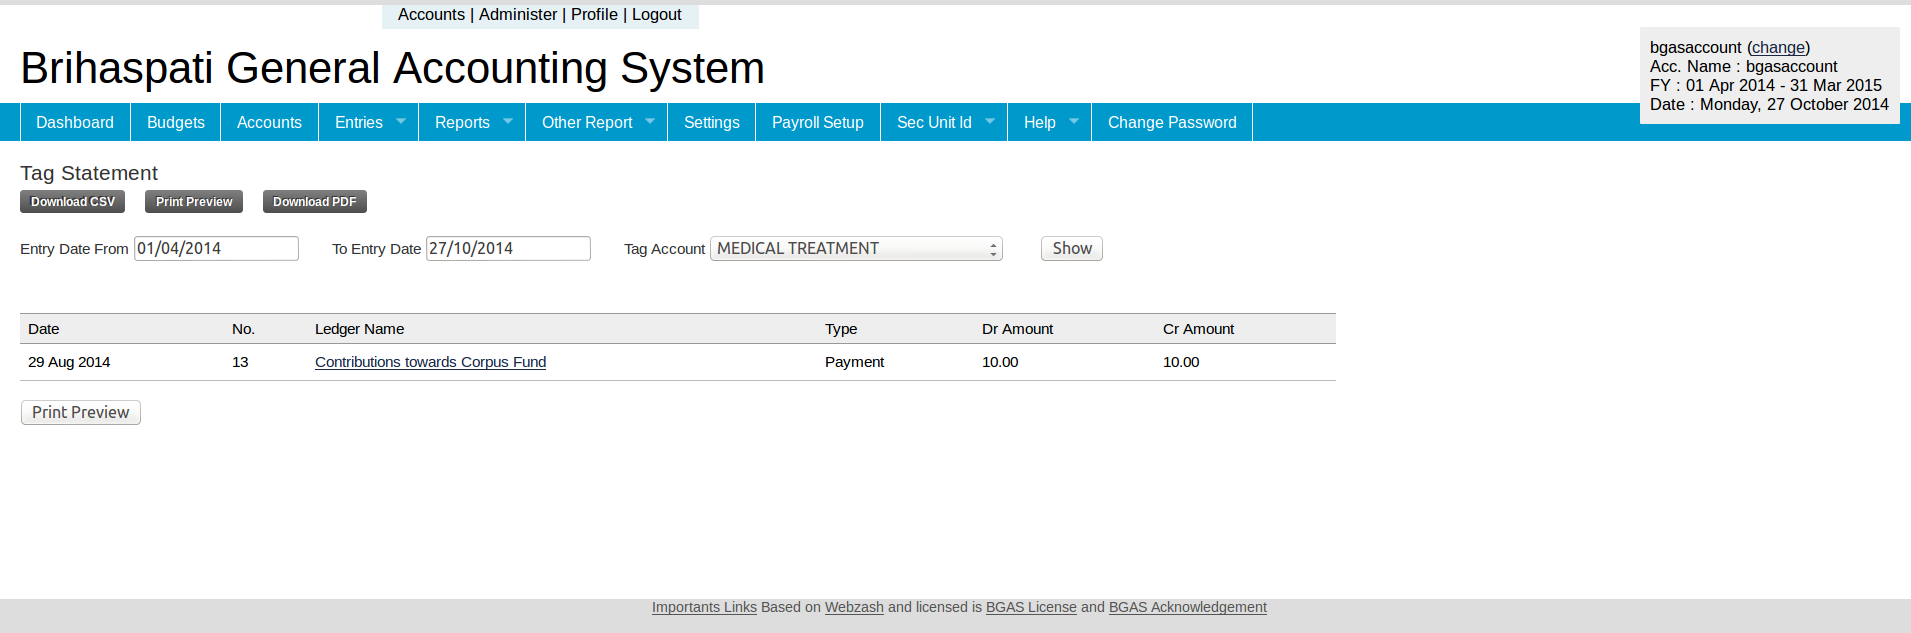 Accounts | Administer | Profile | Logout
Brihaspati General Accounting System
bgasaccount (change)
Acc. Name : bgasaccount
FY : 01 Apr 2014 - 31 Mar 2015
Date : Monday, 27 October 2014
Dashboard Budgets Accounts Entries Reports Other Report Settings Payroll Setup Sec Unit Id Help Change Password
Tag Statement
Download CSV Print Preview Download PDF
Entry Date From 01/04/2014 To Entry Date 27/10/2014 Tag Account MEDICAL TREATMENT Show
Date No. Ledger Name Type Dr Amount Cr Amount
29 Aug 2014 13 Contributions towards Corpus Fund Payment 10.00 10.00
Print Preview
Importants Links Based on Webzash and licensed is BGAS License and BGAS Acknowledgement